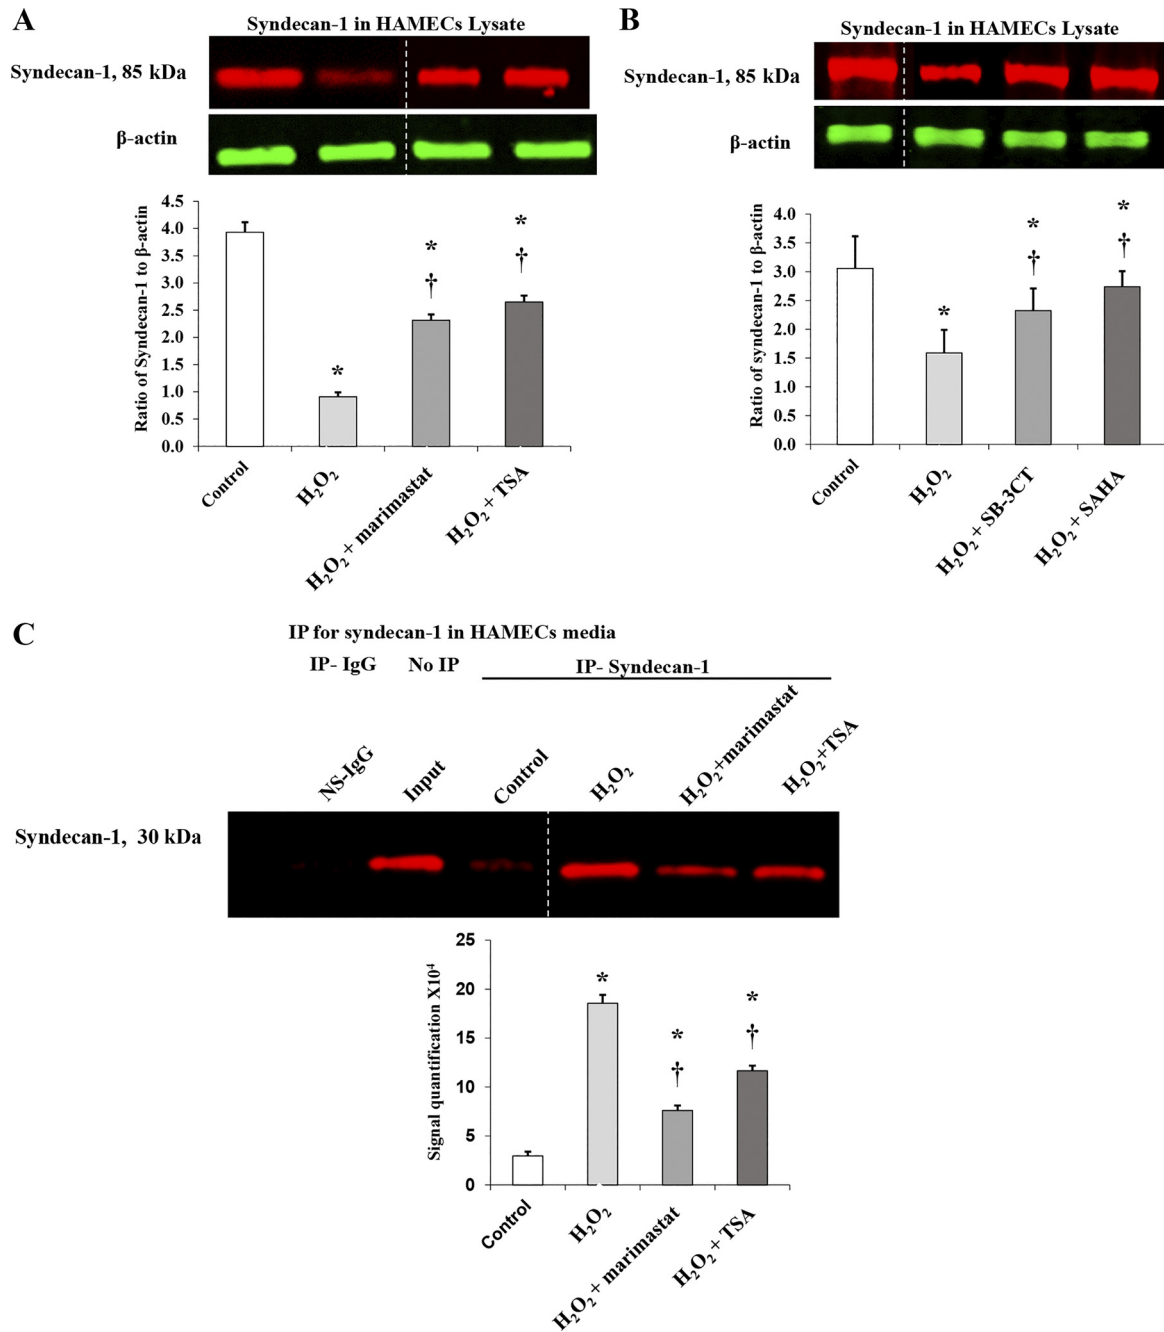 A
Syndecan-1 in HAMECs Lysate
Syndecan-1, 85 kDa
β-actin
Ratio of Syndecan-1 to β-actin
4.5
4.0
3.5
3.0
2.5
2.0
1.5
1.0
0.5
0.0
*
*
†
*
†
Control
H₂O₂
H₂O₂ + marimastat
H₂O₂ + TSA
B
Syndecan-1 in HAMECs Lysate
Syndecan-1, 85 kDa
β-actin
Ratio of syndecan-1 to β-actin
4.0
3.5
3.0
2.5
2.0
1.5
1.0
0.5
0.0
*
*
†
*
†
Control
H₂O₂
H₂O₂ + SB-3CT
H₂O₂ + SAHA
C
IP for syndecan-1 in HAMECs media
IP- IgG No IP IP- Syndecan-1
NS-IgG
Input
Control
H₂O₂
H₂O₂+marimastat
H₂O₂+TSA
Syndecan-1, 30 kDa
Signal quantification X10⁴
25
20
15
10
5
0
*
*
†
*
†
Control
H₂O₂
H₂O₂ + marimastat
H₂O₂ + TSA